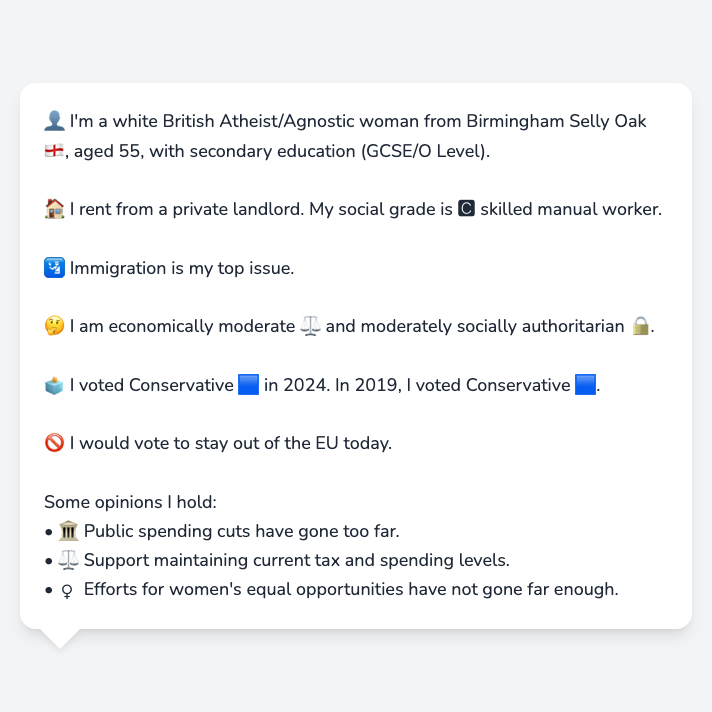 👤 I'm a white British Atheist/Agnostic woman from Birmingham Selly Oak
🏴󠁧󠁢󠁥󠁮󠁧󠁿, aged 55, with secondary education (GCSE/O Level).
🏠 I rent from a private landlord. My social grade is 🅲 skilled manual worker.
🛂 Immigration is my top issue.
🤔 I am economically moderate ⚖️ and moderately socially authoritarian 🔒.
🗳️ I voted Conservative 🟦 in 2024. In 2019, I voted Conservative 🟦.
🚫 I would vote to stay out of the EU today.
Some opinions I hold:
• 🏛️ Public spending cuts have gone too far.
• ⚖️ Support maintaining current tax and spending levels.
• ♀ Efforts for women's equal opportunities have not gone far enough.